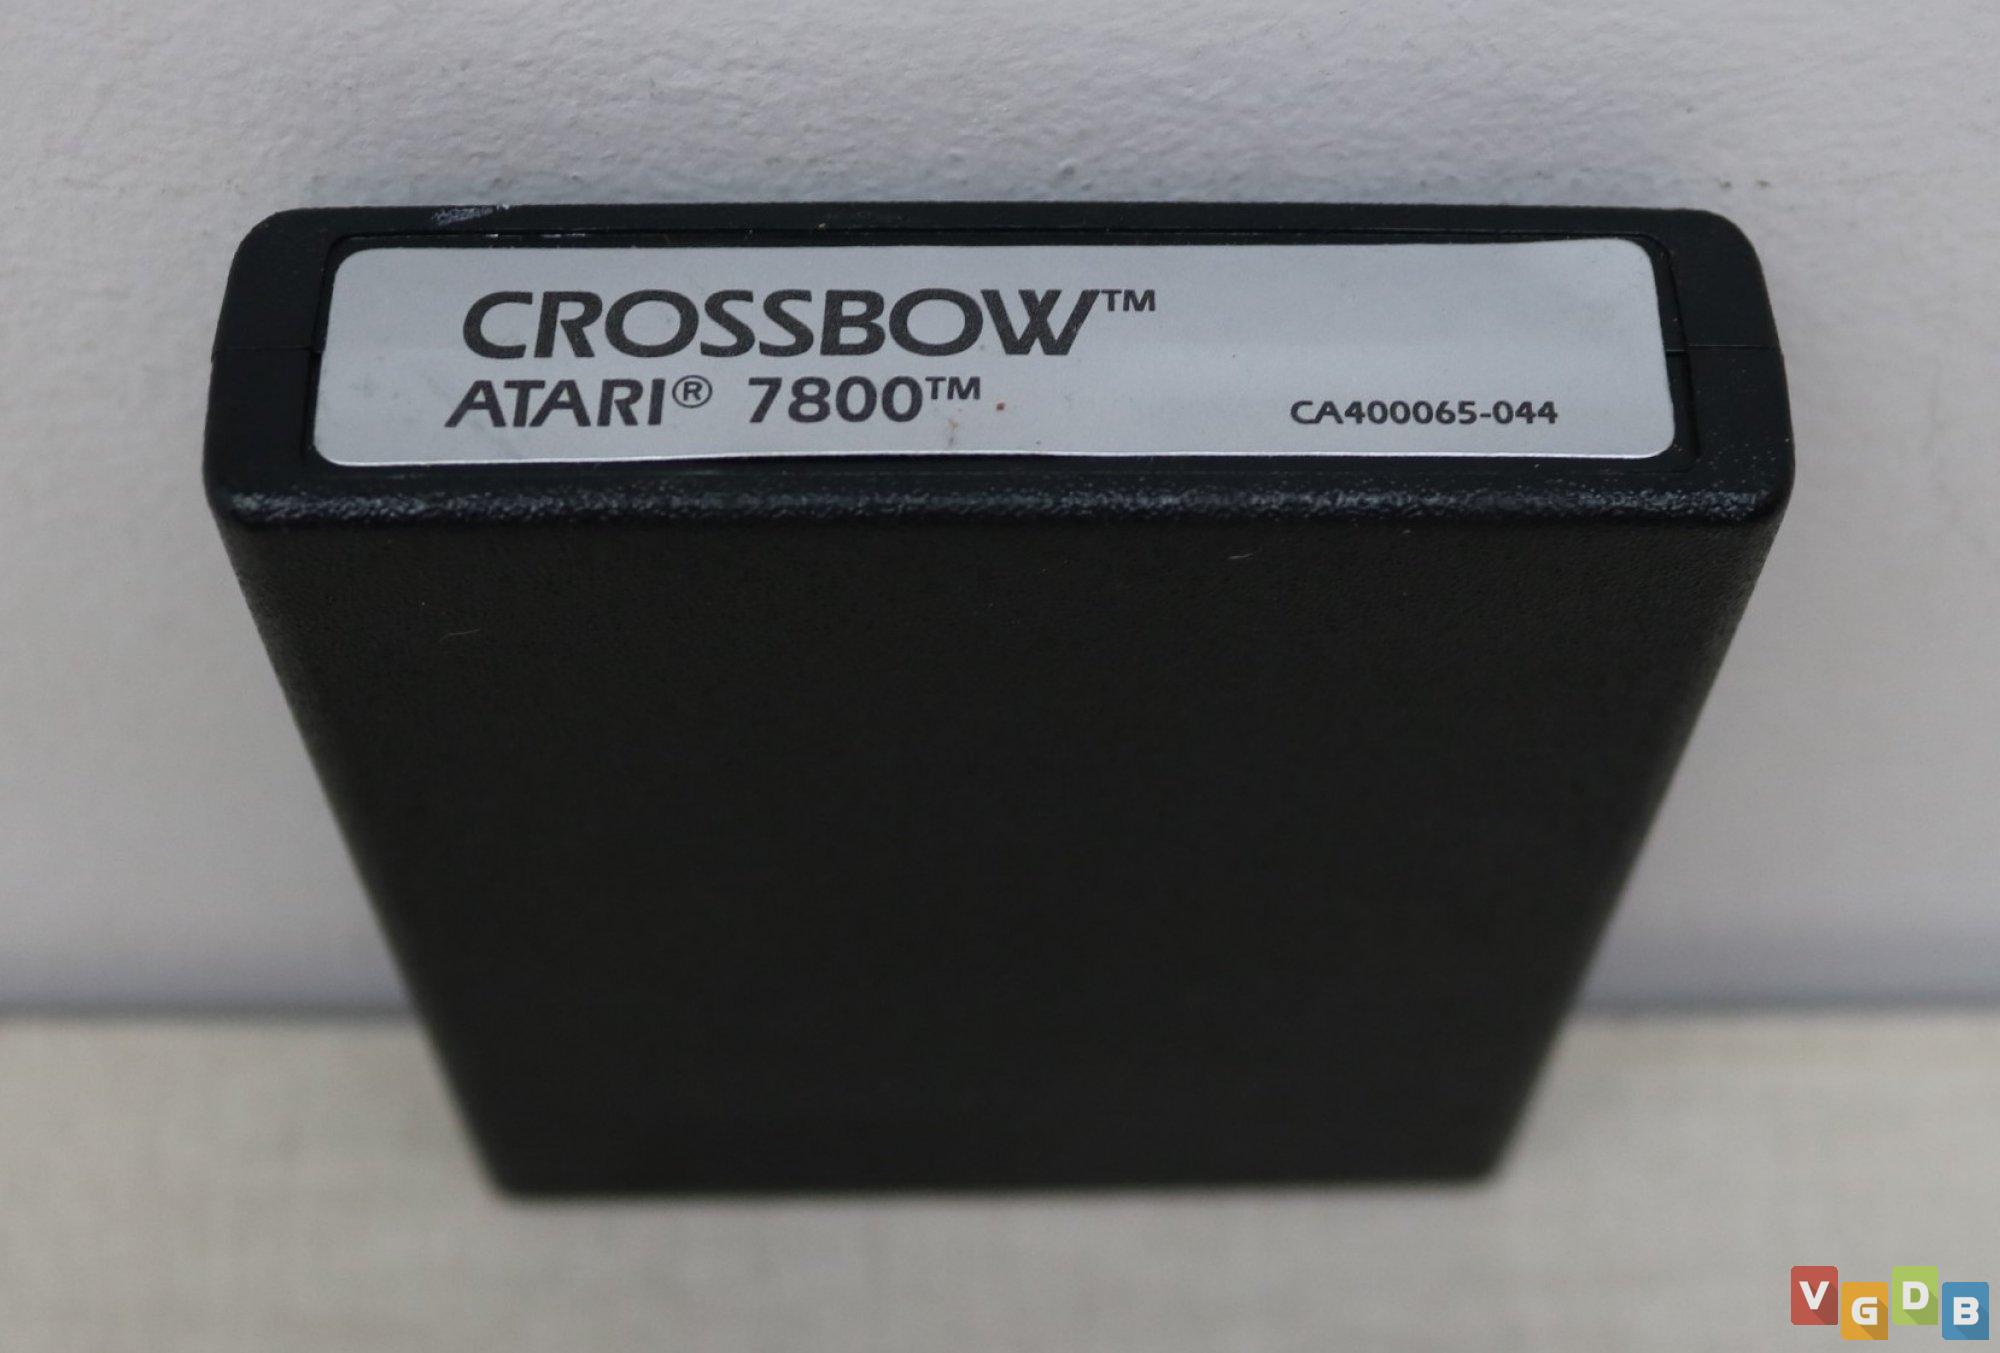 CROSSBOW™
ATARI® 7800™
CA400065-044
VGDB